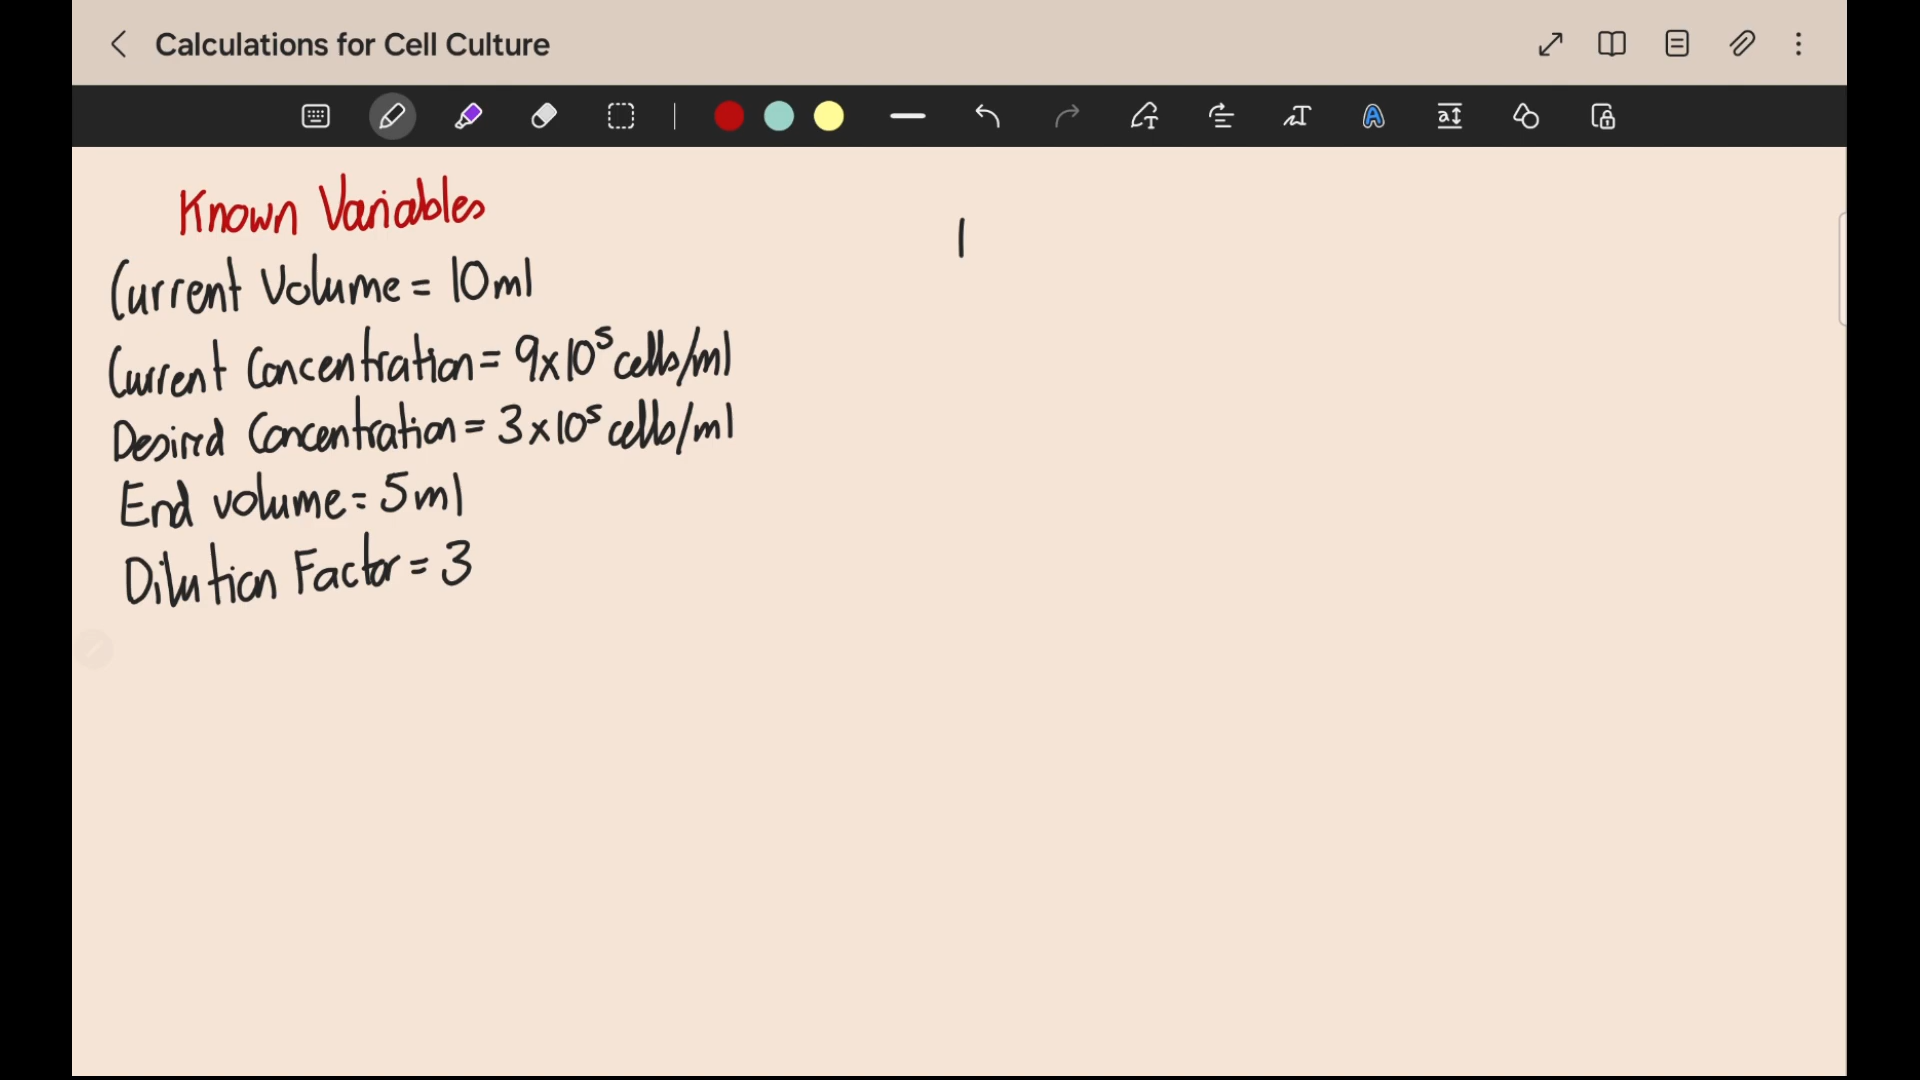 Calculations for Cell Culture
Known Variables
Current Volume = 10ml
Current Concentration = 9x10⁵ cells/ml
Desired Concentration = 3x10⁵ cells/ml
End volume = 5ml
Dilution Factor = 3